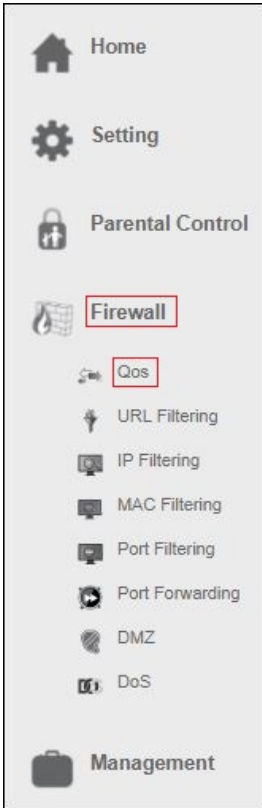 Home
Setting
Parental Control
Firewall
Qos
URL Filtering
IP Filtering
MAC Filtering
Port Filtering
Port Forwarding
DMZ
DoS
Management